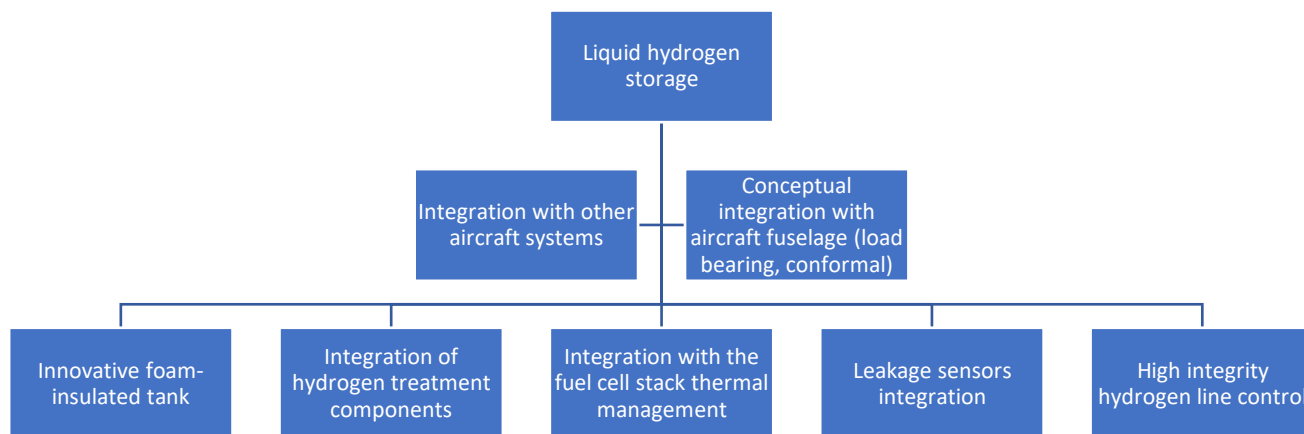 Liquid hydrogen
storage
Integration with other
aircraft systems
Conceptual
integration with
aircraft fuselage (load
bearing, conformal)
Innovative foam-
insulated tank
Integration of
hydrogen treatment
components
Integration with the
fuel cell stack thermal
management
Leakage sensors
integration
High integrity
hydrogen line control